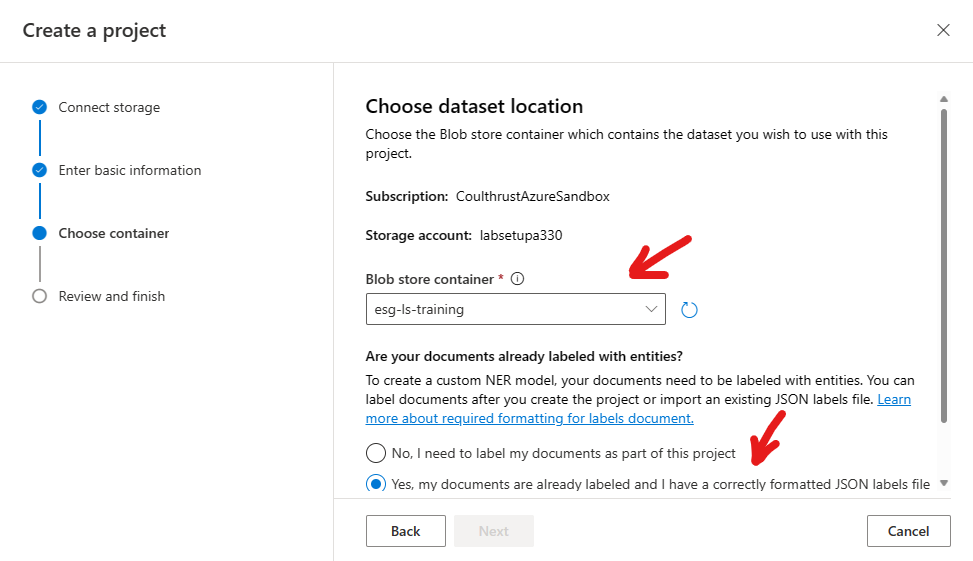 Create a project
Connect storage
Enter basic information
Choose container
Review and finish
Choose dataset location
Choose the Blob store container which contains the dataset you wish to use with this
project.
Subscription: CoulthrustAzureSandbox
Storage account: labsetupa330
Blob store container *
esg-ls-training
Are your documents already labeled with entities?
To create a custom NER model, your documents need to be labeled with entities. You can
label documents after you create the project or import an existing JSON labels file. Learn
more about required formatting for labels document.
No, I need to label my documents as part of this project
Yes, my documents are already labeled and I have a correctly formatted JSON labels file
Back
Next
Cancel